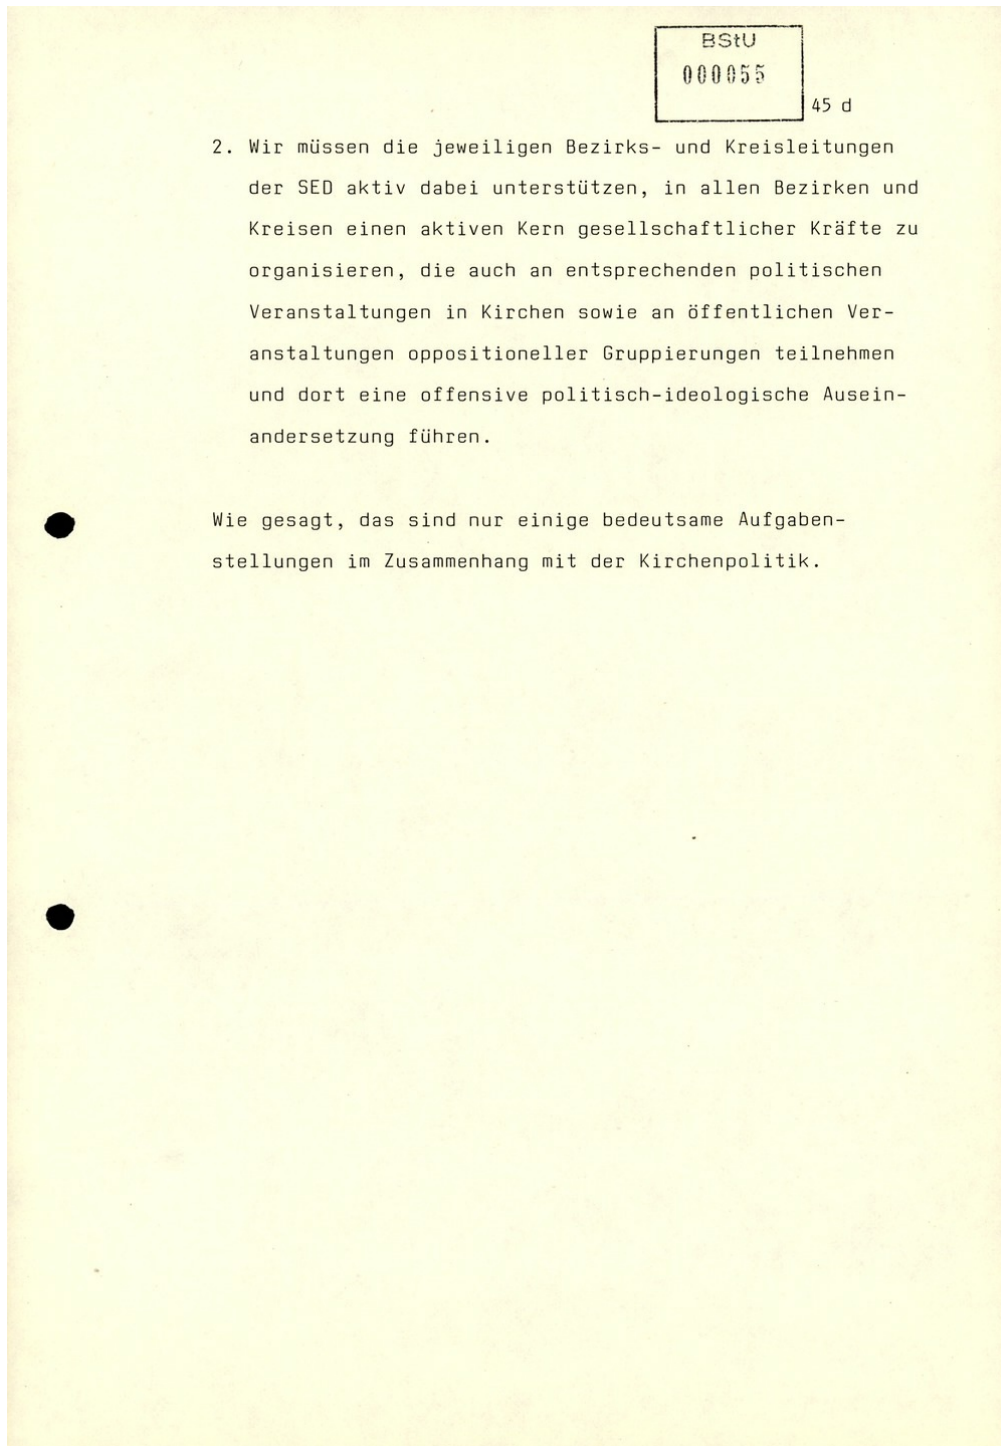 BStU
000055
45 d
2. Wir müssen die jeweiligen Bezirks- und Kreisleitungen
der SED aktiv dabei unterstützen, in allen Bezirken und
Kreisen einen aktiven Kern gesellschaftlicher Kräfte zu
organisieren, die auch an entsprechenden politischen
Veranstaltungen in Kirchen sowie an öffentlichen Ver-
anstaltungen oppositioneller Gruppierungen teilnehmen
und dort eine offensive politisch-ideologische Ausein-
andersetzung führen.
Wie gesagt, das sind nur einige bedeutsame Aufgaben-
stellungen im Zusammenhang mit der Kirchenpolitik.